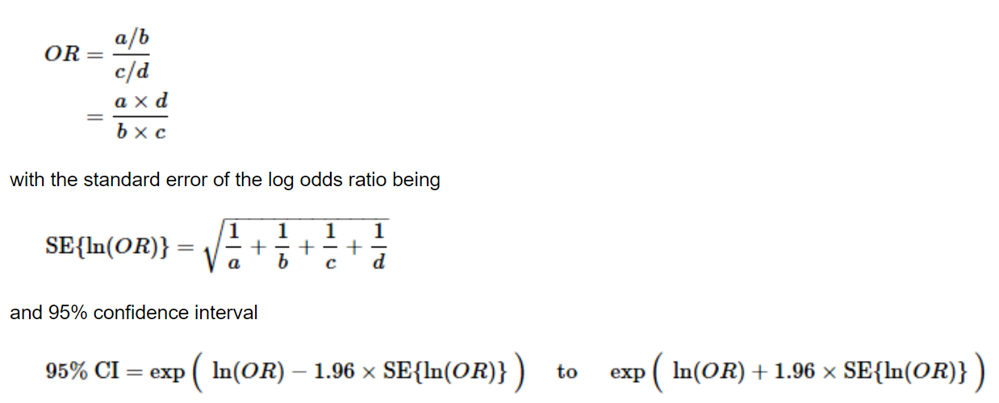 OR = a/b
c/d
= a × d
b × c
with the standard error of the log odds ratio being
SE{ln(OR)} = √ 1/a + 1/b + 1/c + 1/d
and 95% confidence interval
95% CI = exp ( ln(OR) − 1.96 × SE{ln(OR)} ) to exp ( ln(OR) + 1.96 × SE{ln(OR)} )